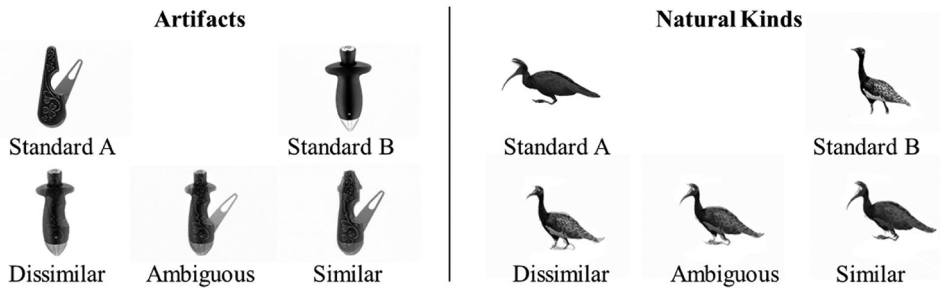 Artifacts
Natural Kinds
Standard A
Standard B
Standard A
Standard B
Dissimilar
Ambiguous
Similar
Dissimilar
Ambiguous
Similar